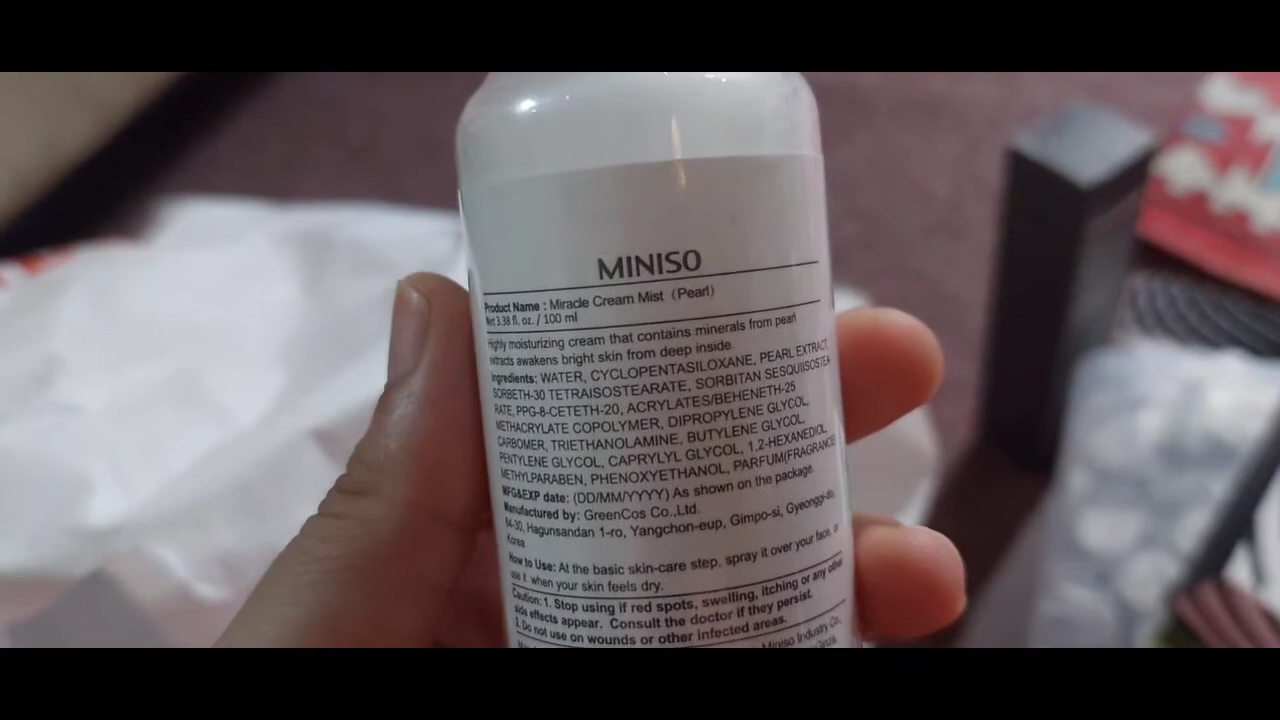 MINISO
Product Name : Miracle Cream Mist (Pearl)
Net 3.38 fl. oz. / 100 ml
Highly moisturizing cream that contains minerals from pearl
extracts awakens bright skin from deep inside.
Ingredients: WATER, CYCLOPENTASILOXANE, PEARL EXTRACT,
SORBETH-30 TETRAISOSTEARATE, SORBITAN SESQUIISOSTEA-
RATE, PPG-8-CETETH-20, ACRYLATES/BEHENETH-25
METHACRYLATE COPOLYMER, DIPROPYLENE GLYCOL,
CARBOMER, TRIETHANOLAMINE, BUTYLENE GLYCOL,
PENTYLENE GLYCOL, CAPRYLYL GLYCOL, 1,2-HEXANEDIOL,
METHYLPARABEN, PHENOXYETHANOL, PARFUM(FRAGRANCE)
MFG&EXP date: (DD/MM/YYYY) As shown on the package.
Manufactured by: GreenCos Co.,Ltd.
84-30, Hagunsandan 1-ro, Yangchon-eup, Gimpo-si, Gyeonggi-do,
Korea
How to Use: At the basic skin-care step, spray it over your face, or
use it when your skin feels dry.
Caution: 1. Stop using if red spots, swelling, itching or any other
side effects appear. Consult the doctor if they persist.
2. Do not use on wounds or other infected areas.
Miniso Industry Co.,
Ginza,